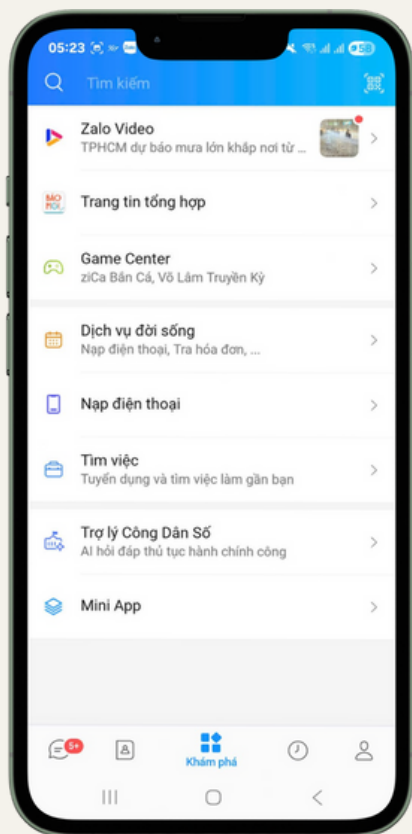 05:23
58
Tìm kiếm
Zalo Video
TPHCM dự báo mưa lớn khắp nơi từ ...
BÁO
MỚI
Trang tin tổng hợp
Game Center
ziCa Bắn Cá, Võ Lâm Truyền Kỳ
Dịch vụ đời sống
Nạp điện thoại, Tra hóa đơn, ...
Nạp điện thoại
Tìm việc
Tuyển dụng và tìm việc làm gần bạn
Trợ lý Công Dân Số
AI hỏi đáp thủ tục hành chính công
Mini App
5+
Khám phá